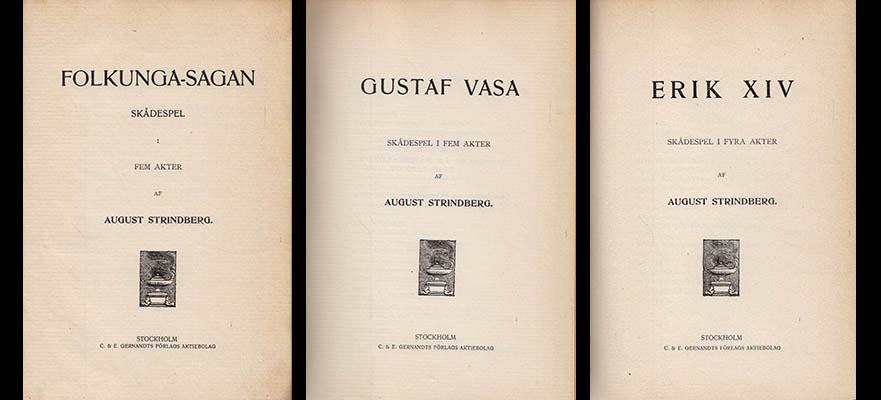 FOLKUNGA-SAGAN
SKÅDESPEL
I
FEM AKTER
AF
AUGUST STRINDBERG.
STOCKHOLM
C. & E. GERNANDTS FÖRLAGS AKTIEBOLAG
GUSTAF VASA
SKÅDESPEL I FEM AKTER
AF
AUGUST STRINDBERG.
STOCKHOLM
C. & E. GERNANDTS FÖRLAGS AKTIEBOLAG
ERIK XIV
SKÅDESPEL I FYRA AKTER
AF
AUGUST STRINDBERG.
STOCKHOLM
C. & E. GERNANDTS FÖRLAGS AKTIEBOLAG